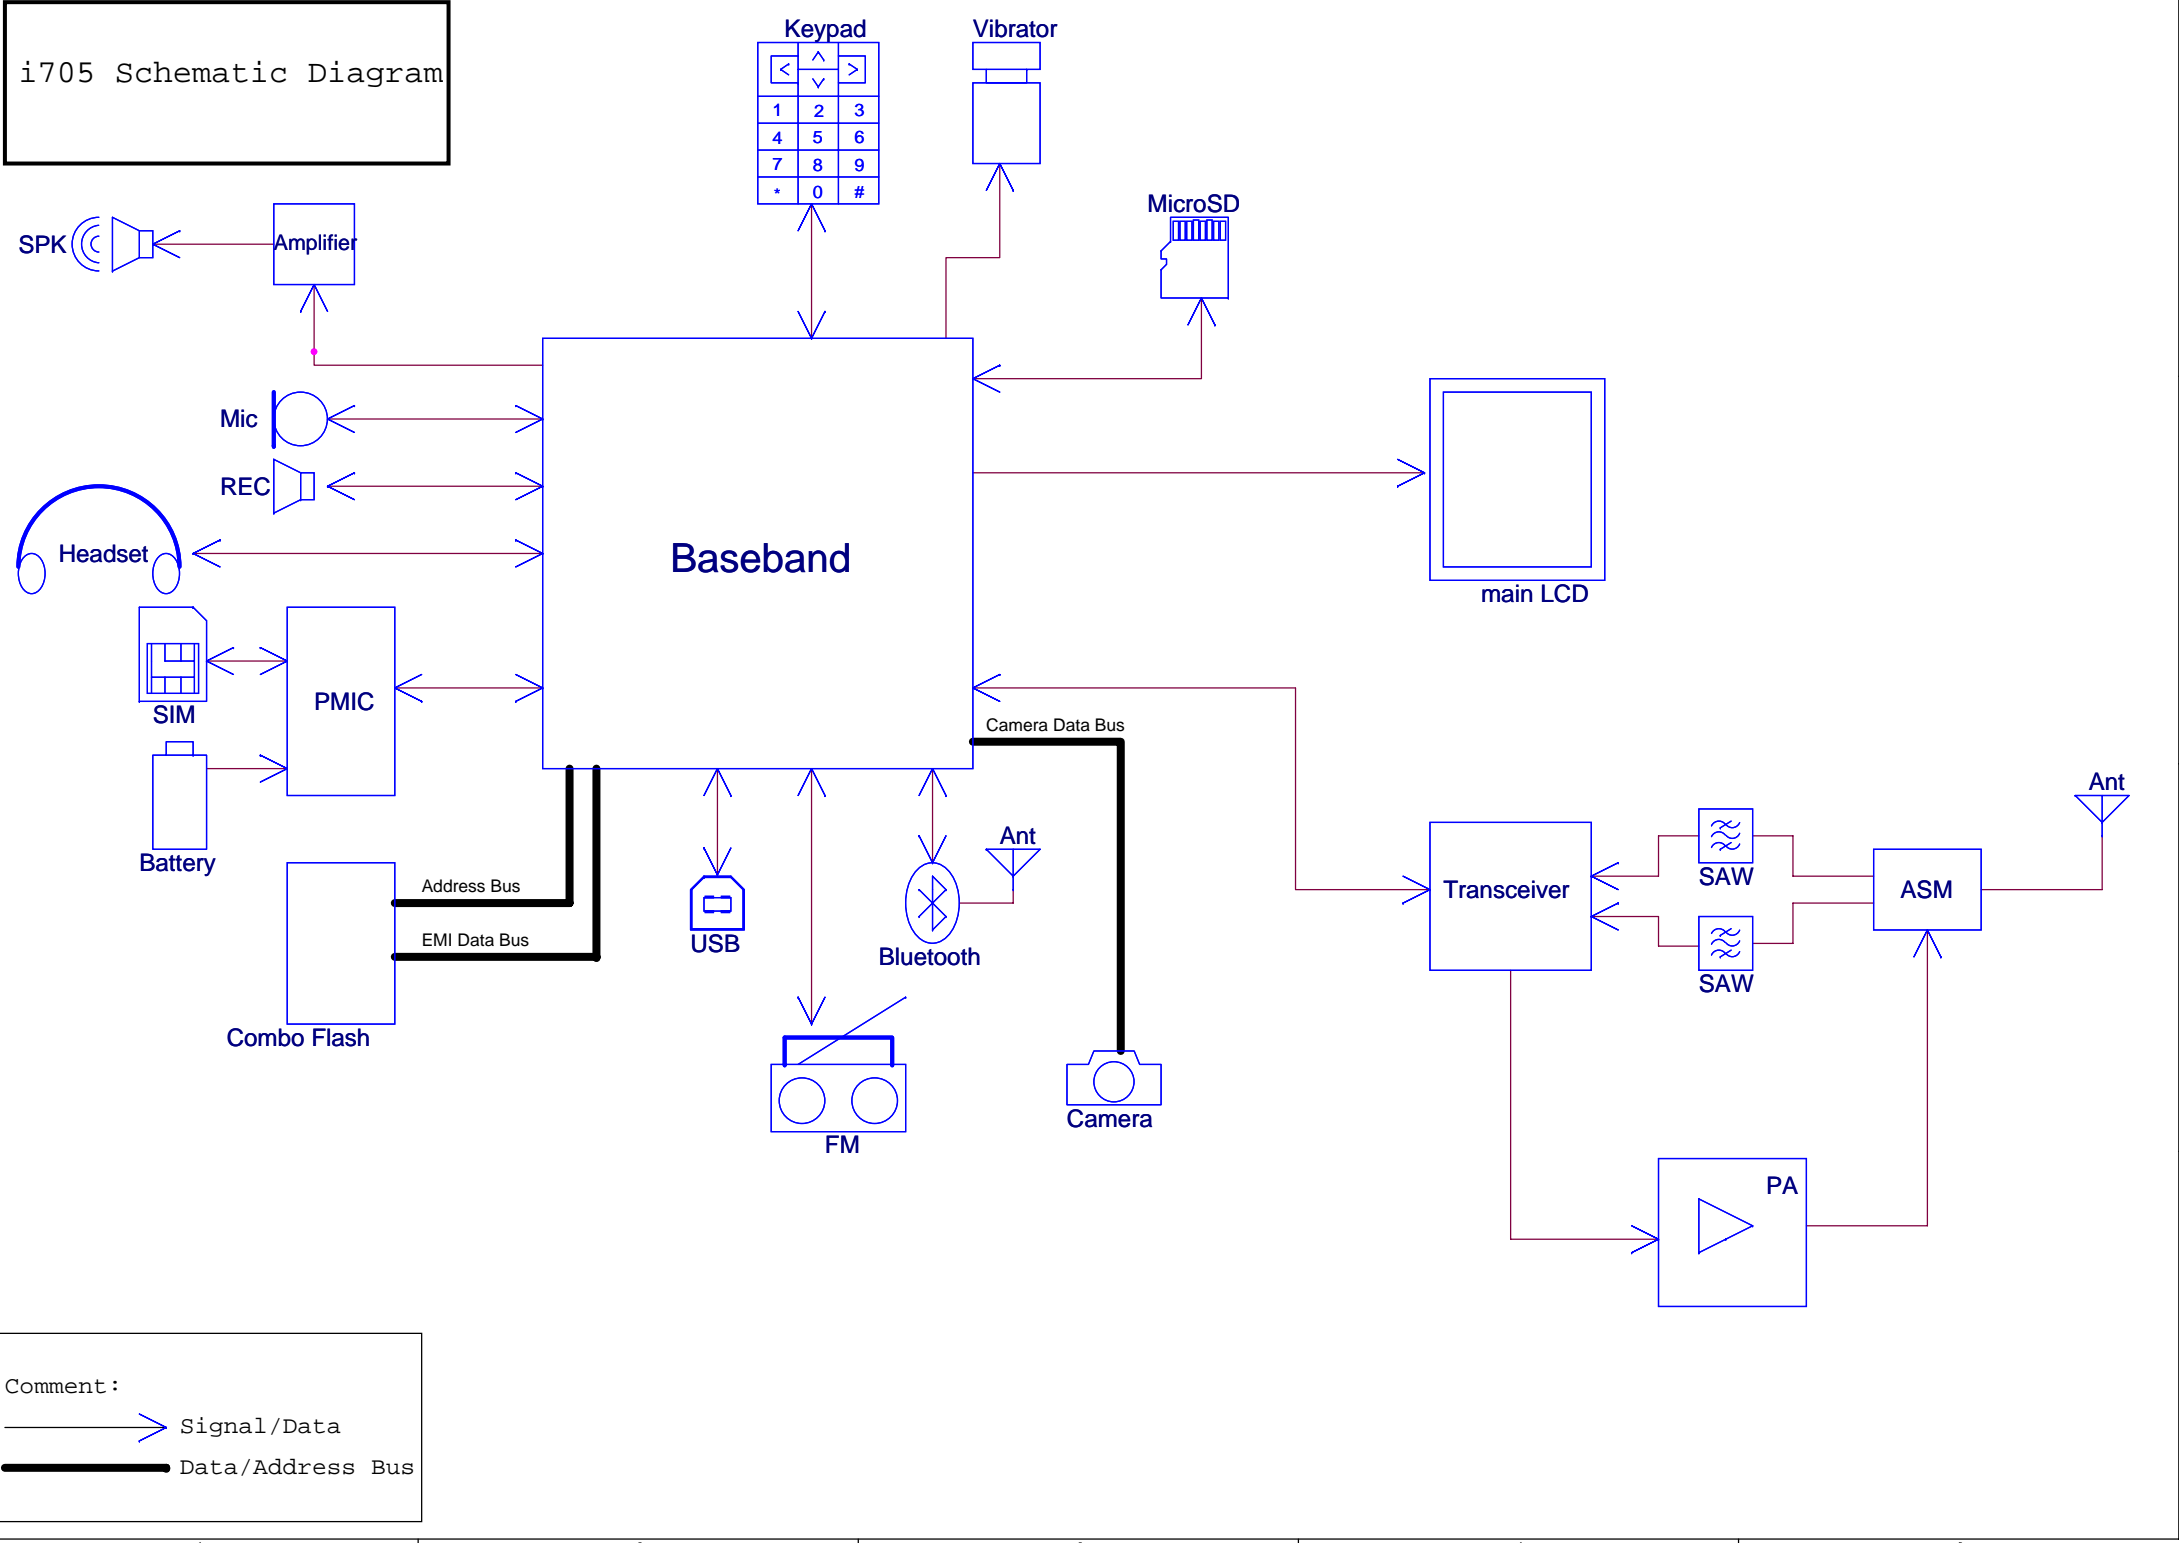 i705 Schematic Diagram
Keypad
Vibrator
< ^ >
v
1 2 3
4 5 6
7 8 9
* 0 #
MicroSD
SPK
Amplifier
Mic
REC
Headset
Baseband
main LCD
SIM
PMIC
Camera Data Bus
Battery
Ant
Ant
Address Bus
EMI Data Bus
USB
Bluetooth
Transceiver
SAW
SAW
ASM
Combo Flash
FM
Camera
PA
Comment:
Signal/Data
Data/Address Bus